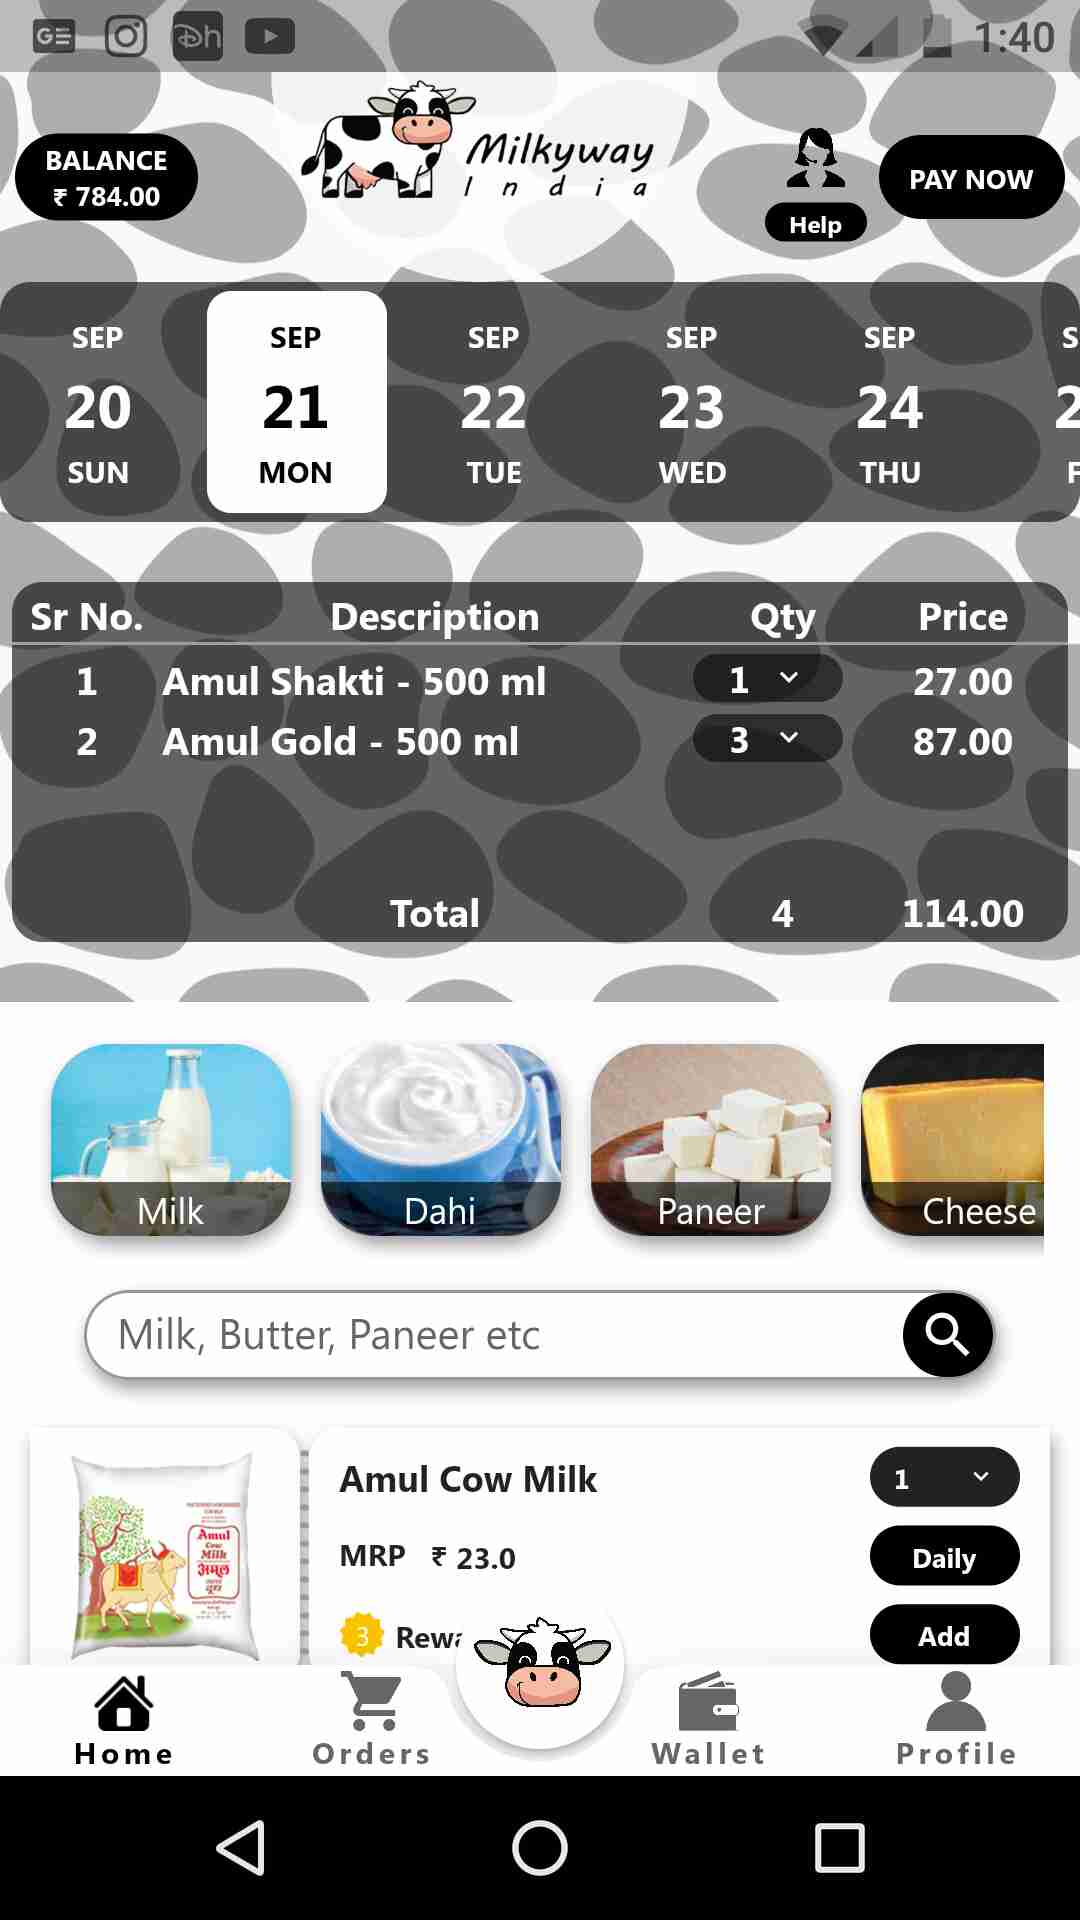 GE Dh 1:40
BALANCE
₹ 784.00
Milkyway
India
Help
PAY NOW
SEP SEP SEP SEP SEP S
20 21 22 23 24 2
SUN MON TUE WED THU F
Sr No. Description Qty Price
1 Amul Shakti - 500 ml 1 27.00
2 Amul Gold - 500 ml 3 87.00
Total 4 114.00
Milk Dahi Paneer Cheese
Milk, Butter, Paneer etc
Amul Cow Milk 1
Amul
Cow
Milk
अमूल
MRP ₹ 23.0 Daily
3 Rewa Add
Home Orders Wallet Profile